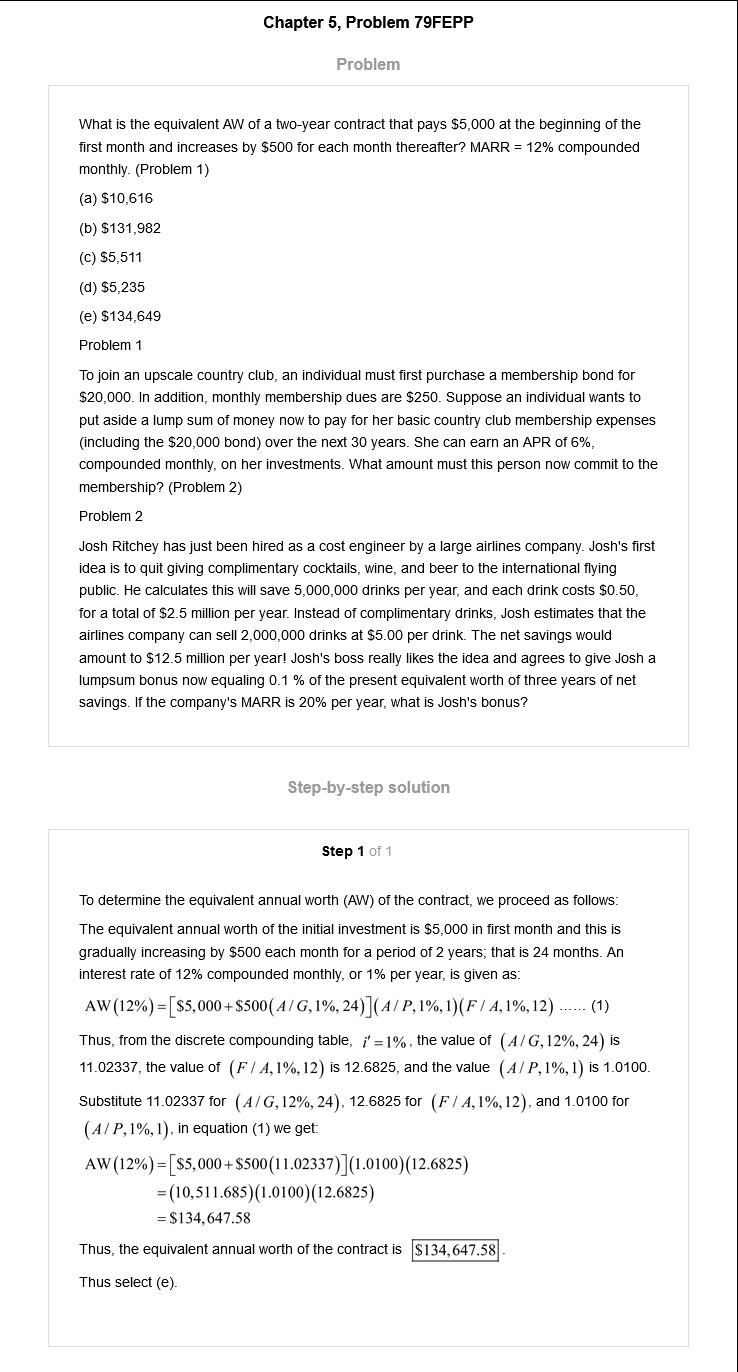 Chapter 5, Problem 79FEPP
Problem
What is the equivalent AW of a two-year contract that pays $5,000 at the beginning of the
first month and increases by $500 for each month thereafter? MARR = 12% compounded
monthly. (Problem 1)
(a) $10,616
(b) $131,982
(c) $5,511
(d) $5,235
(e) $134,649
Problem 1
To join an upscale country club, an individual must first purchase a membership bond for
$20,000. In addition, monthly membership dues are $250. Suppose an individual wants to
put aside a lump sum of money now to pay for her basic country club membership expenses
(including the $20,000 bond) over the next 30 years. She can earn an APR of 6%,
compounded monthly, on her investments. What amount must this person now commit to the
membership? (Problem 2)
Problem 2
Josh Ritchey has just been hired as a cost engineer by a large airlines company. Josh's first
idea is to quit giving complimentary cocktails, wine, and beer to the international flying
public. He calculates this will save 5,000,000 drinks per year, and each drink costs $0.50,
for a total of $2.5 million per year. Instead of complimentary drinks, Josh estimates that the
airlines company can sell 2,000,000 drinks at $5.00 per drink. The net savings would
amount to $12.5 million per year! Josh's boss really likes the idea and agrees to give Josh a
lumpsum bonus now equaling 0.1 % of the present equivalent worth of three years of net
savings. If the company's MARR is 20% per year, what is Josh's bonus?
Step-by-step solution
Step 1 of 1
To determine the equivalent annual worth (AW) of the contract, we proceed as follows:
The equivalent annual worth of the initial investment is $5,000 in first month and this is
gradually increasing by $500 each month for a period of 2 years; that is 24 months. An
interest rate of 12% compounded monthly, or 1% per year, is given as:
AW(12%)=[$5,000+$500(A/G,1%,24)](A/P,1%,1)(F/A,1%,12) ...... (1)
Thus, from the discrete compounding table, i'=1%, the value of (A/G,12%,24) is
11.02337, the value of (F/A,1%,12) is 12.6825, and the value (A/P,1%,1) is 1.0100.
Substitute 11.02337 for (A/G,12%,24), 12.6825 for (F/A,1%,12), and 1.0100 for
(A/P,1%,1), in equation (1) we get:
AW(12%)=[$5,000+$500(11.02337)](1.0100)(12.6825)
=(10,511.685)(1.0100)(12.6825)
=$134,647.58
Thus, the equivalent annual worth of the contract is $134,647.58.
Thus select (e).